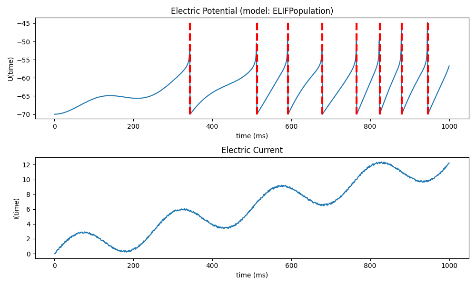 Electric Potential (model: ELIFPopulation)
U(time)
−45
−50
−55
−60
−65
−70
0 200 400 600 800 1000
time (ms)
Electric Current
I(time)
12
10
8
6
4
2
0
0 200 400 600 800 1000
time (ms)